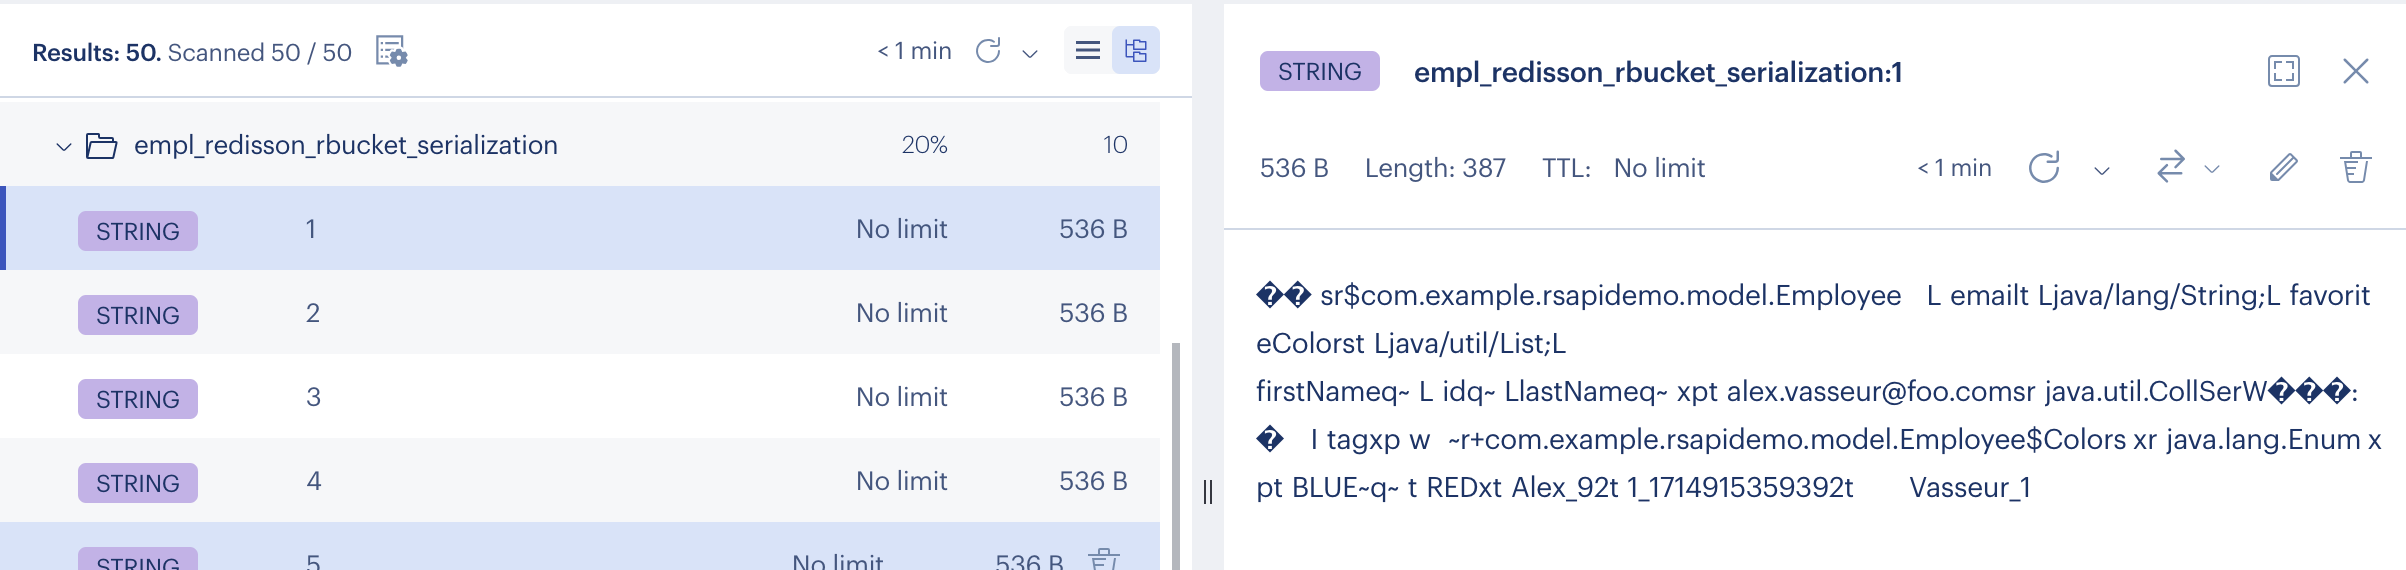 Results: 50. Scanned 50 / 50
< 1 min
empl_redisson_rbucket_serialization 20% 10
STRING 1 No limit 536 B
STRING 2 No limit 536 B
STRING 3 No limit 536 B
STRING 4 No limit 536 B
STRING 5 No limit 536 B
STRING empl_redisson_rbucket_serialization:1
536 B Length: 387 TTL: No limit < 1 min
�� sr$com.example.rsapidemo.model.Employee L emailt Ljava/lang/String;L favorit
eColorst Ljava/util/List;L
firstNameq~ L idq~ LlastNameq~ xpt alex.vasseur@foo.comsr java.util.CollSerW���:
� I tagxp w ~r+com.example.rsapidemo.model.Employee$Colors xr java.lang.Enum x
pt BLUE~q~ t REDxt Alex_92t 1_1714915359392t Vasseur_1